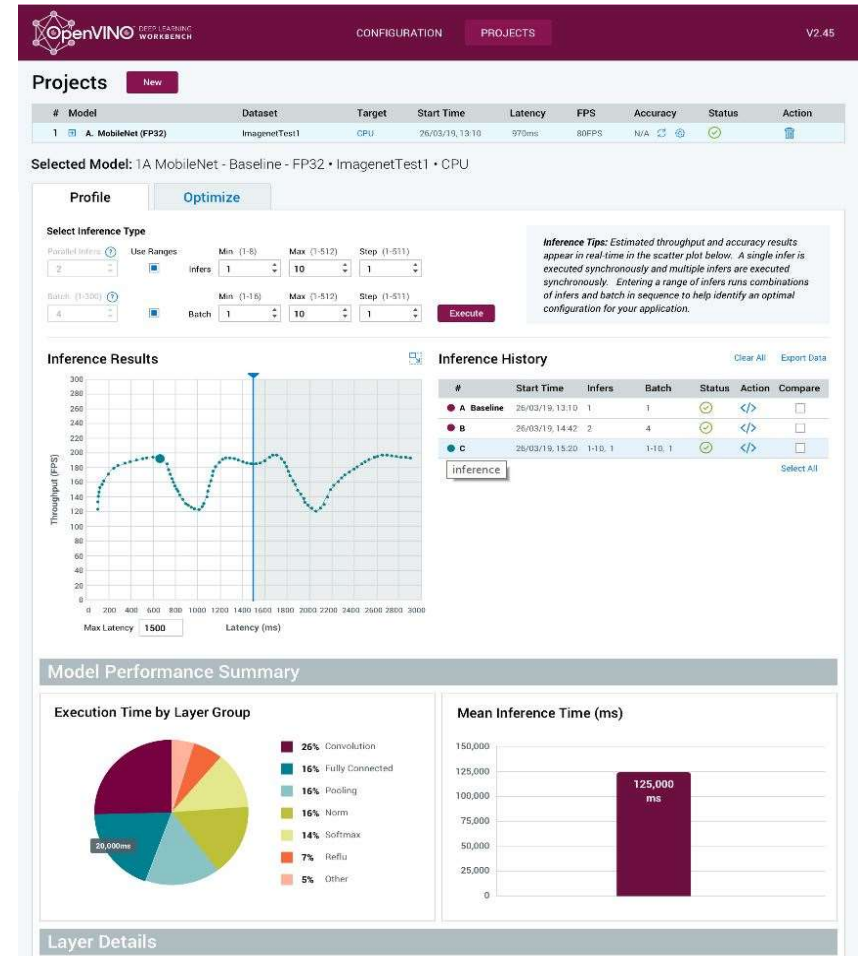 OpenVINO DEEP LEARNING WORKBENCH
CONFIGURATION
PROJECTS
V2.45
Projects
New
# Model Dataset Target Start Time Latency FPS Accuracy Status Action
1 A. MobileNet (FP32) ImagenetTest1 CPU 26/03/19, 13:10 970ms 80FPS N/A
Selected Model: 1A MobileNet - Baseline - FP32 • ImagenetTest1 • CPU
Profile
Optimize
Select Inference Type
Parallel Infers ? Use Ranges Min (1-8) Max (1-512) Step (1-511)
2 Infers 1 10 1
Batch (1-300) ? Min (1-16) Max (1-512) Step (1-511)
4 Batch 1 10 1 Execute
Inference Tips: Estimated throughput and accuracy results
appear in real-time in the scatter plot below. A single infer is
executed synchronously and multiple infers are executed
synchronously. Entering a range of infers runs combinations
of infers and batch in sequence to help identify an optimal
configuration for your application.
Inference Results
300
280
260
240
220
200
180
160
140
120
100
80
60
40
20
0
Throughput (FPS)
0 200 400 600 800 1000 1200 1400 1600 1800 2000 2200 2400 2600 2800 3000
Max Latency 1500 Latency (ms)
Inference History
Clear All Export Data
# Start Time Infers Batch Status Action Compare
A Baseline 26/03/19, 13:10 1 1 </>
B 26/03/19, 14:42 2 4 </>
C 26/03/19, 15:20 1-10, 1 1-10, 1 </>
inference
Select All
Model Performance Summary
Execution Time by Layer Group
20,000ms
26% Convolution
16% Fully Connected
16% Pooling
16% Norm
14% Softmax
7% Reflu
5% Other
Mean Inference Time (ms)
150,000
125,000
100,000
75,000
50,000
25,000
0
125,000
ms
Layer Details